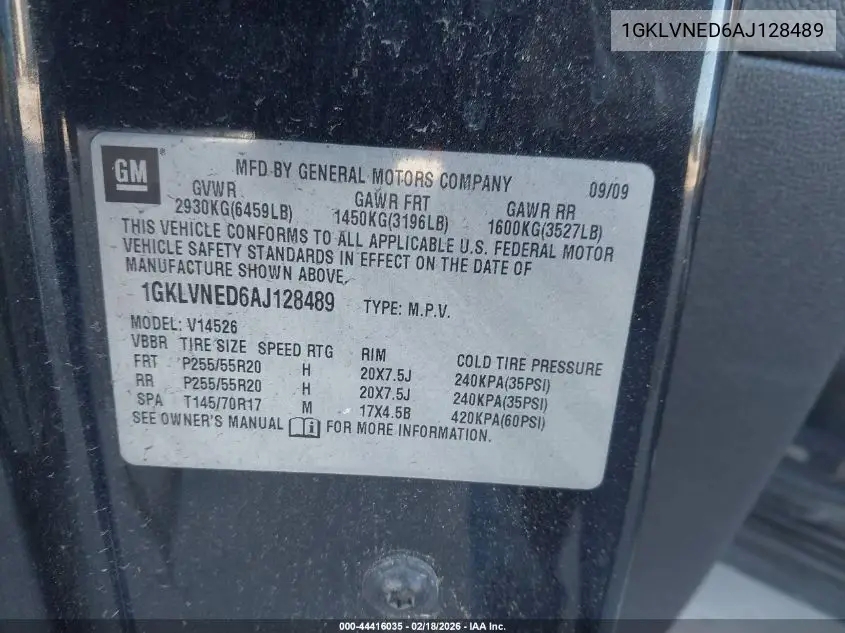 1GKLVNED6AJ128489
GM
MFD BY GENERAL MOTORS COMPANY 09/09
GVWR GAWR FRT GAWR RR
2930KG(6459LB) 1450KG(3196LB) 1600KG(3527LB)
THIS VEHICLE CONFORMS TO ALL APPLICABLE U.S. FEDERAL MOTOR
VEHICLE SAFETY STANDARDS IN EFFECT ON THE DATE OF
MANUFACTURE SHOWN ABOVE.
1GKLVNED6AJ128489 TYPE: M.P.V.
MODEL: V14526
VBBR TIRE SIZE SPEED RTG RIM COLD TIRE PRESSURE
FRT P255/55R20 H 20X7.5J 240KPA(35PSI)
RR P255/55R20 H 20X7.5J 240KPA(35PSI)
SPA T145/70R17 M 17X4.5B 420KPA(60PSI)
SEE OWNER'S MANUAL i FOR MORE INFORMATION.
000-44416035 - 02/18/2026 - IAA Inc.